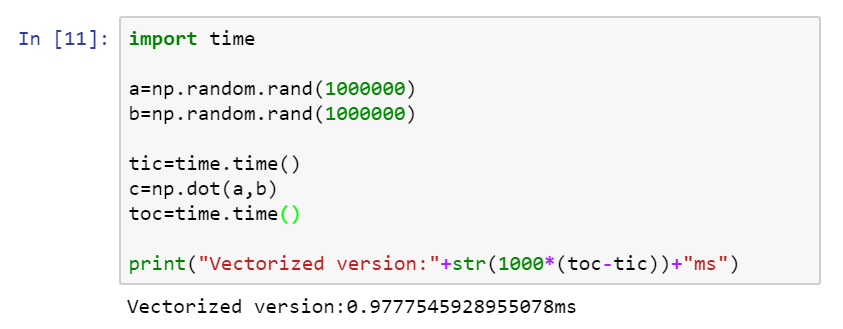 In [11]: import time
a=np.random.rand(1000000)
b=np.random.rand(1000000)
tic=time.time()
c=np.dot(a,b)
toc=time.time()
print("Vectorized version:"+str(1000*(toc-tic))+"ms")
Vectorized version:0.9777545928955078ms